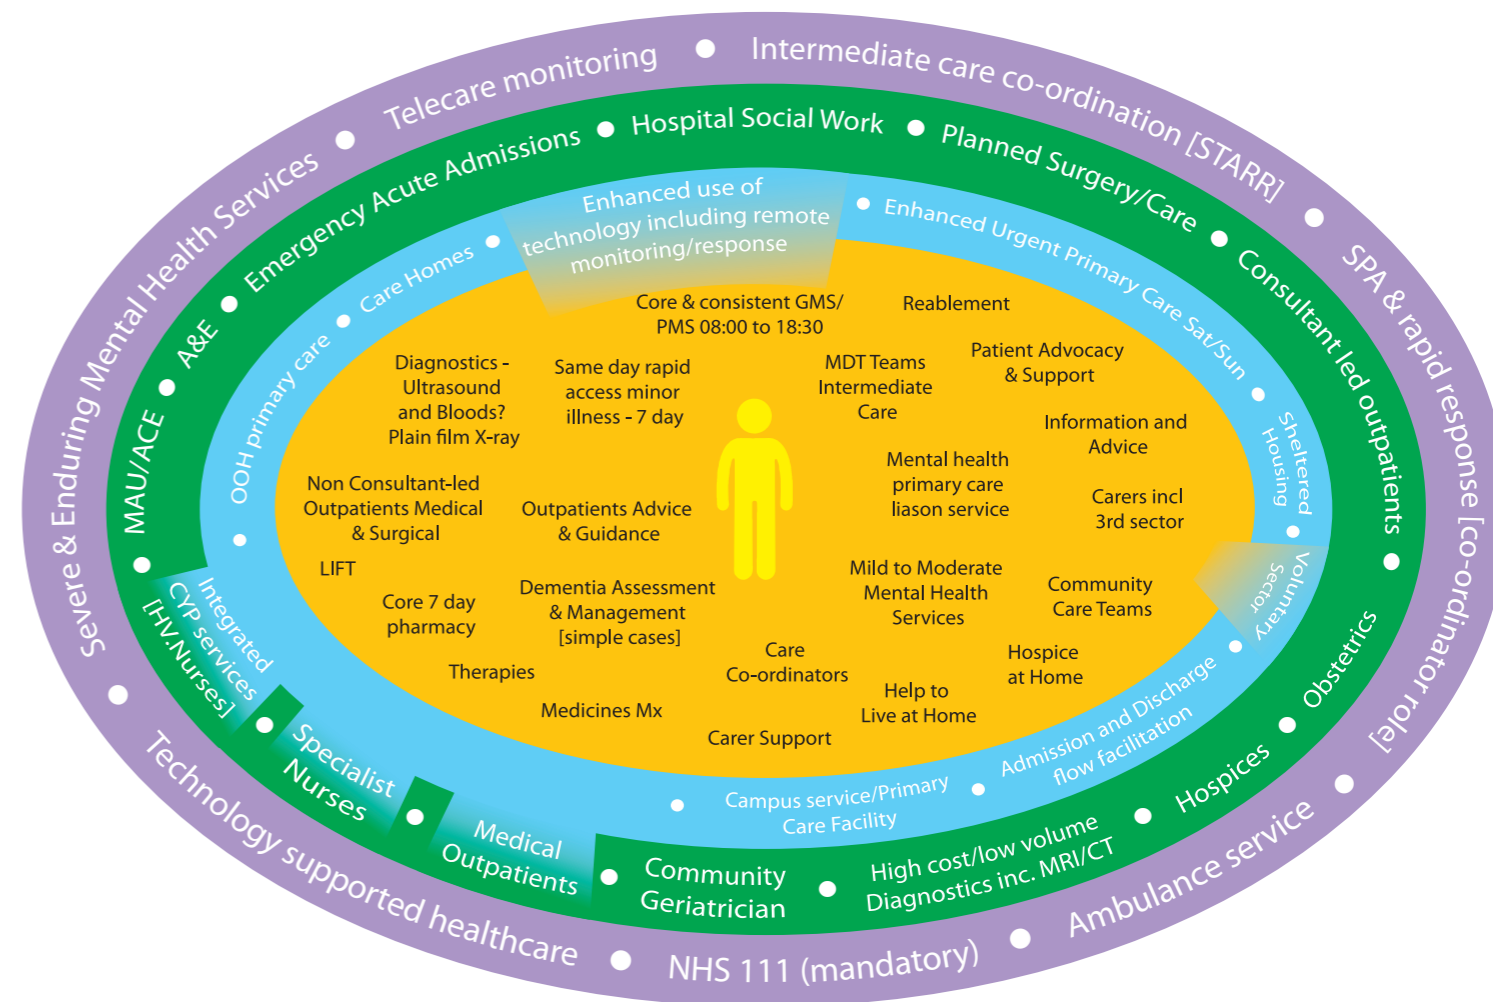 Severe & Enduring Mental Health Services
Telecare monitoring
Intermediate care co-ordination [STARR]
SPA & rapid response [co-ordinator role]
Ambulance service
NHS 111 (mandatory)
Technology supported healthcare
MAU/ACE
A&E
Emergency Acute Admissions
Hospital Social Work
Planned Surgery/Care
Consultant led outpatients
Obstetrics
Hospices
High cost/low volume
Diagnostics inc. MRI/CT
Community
Geriatrician
Medical
Outpatients
Specialist
Nurses
Integrated
CYP services
[HV.Nurses]
OOH primary care
Care Homes
Enhanced use of
technology including remote
monitoring/response
Enhanced Urgent Primary Care Sat/Sun
Sheltered
Housing
Voluntary
Sector
Admission and Discharge
flow facilitation
Campus service/Primary
Care Facility
Core & consistent GMS/
PMS 08:00 to 18:30
Reablement
Diagnostics -
Ultrasound
and Bloods?
Plain film X-ray
Same day rapid
access minor
illness - 7 day
MDT Teams
Intermediate
Care
Patient Advocacy
& Support
Information and
Advice
Mental health
primary care
liason service
Carers incl
3rd sector
Non Consultant-led
Outpatients Medical
& Surgical
Outpatients Advice
& Guidance
LIFT
Core 7 day
pharmacy
Dementia Assessment
& Management
[simple cases]
Mild to Moderate
Mental Health
Services
Community
Care Teams
Therapies
Care
Co-ordinators
Hospice
at Home
Medicines Mx
Help to
Live at Home
Carer Support